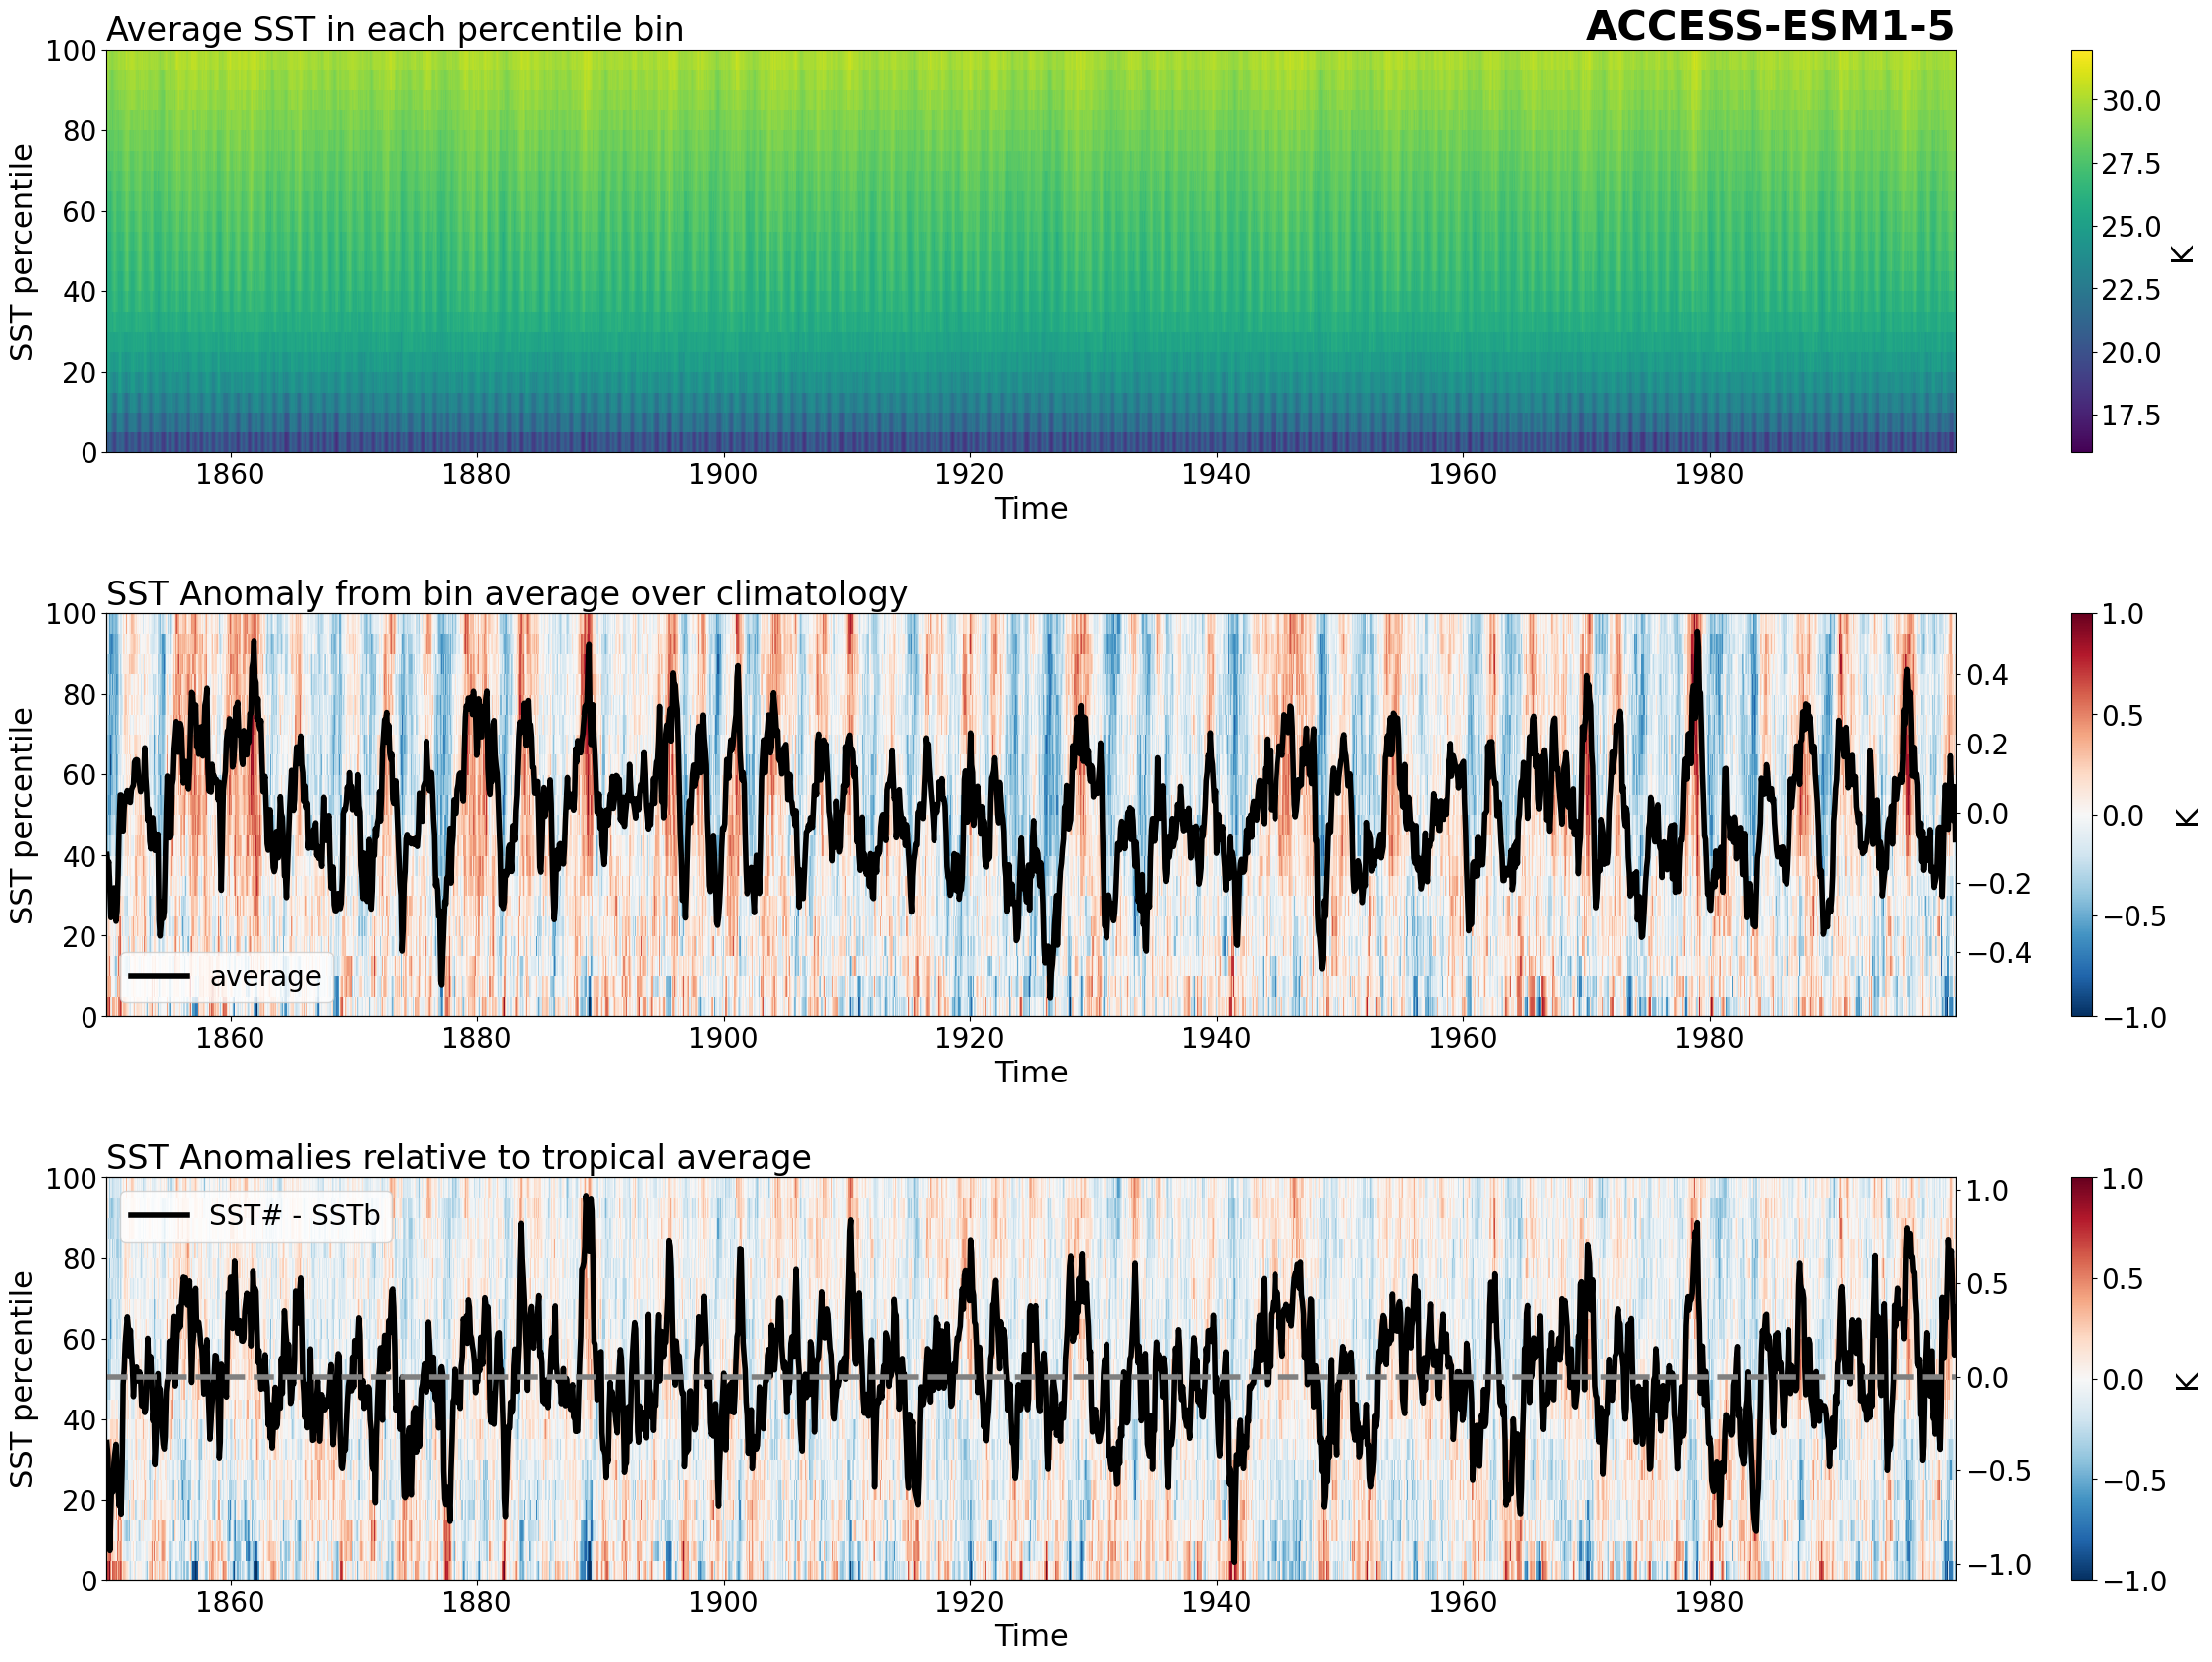 Average SST in each percentile bin
ACCESS-ESM1-5
SST percentile
100
80
60
40
20
0
1860 1880 1900 1920 1940 1960 1980
Time
30.0
27.5
25.0
22.5
20.0
17.5
K
SST Anomaly from bin average over climatology
SST percentile
100
80
60
40
20
0
average
1860 1880 1900 1920 1940 1960 1980
Time
0.4
0.2
0.0
−0.2
−0.4
1.0
0.5
0.0
−0.5
−1.0
K
SST Anomalies relative to tropical average
SST percentile
100
80
60
40
20
0
SST# - SSTb
1860 1880 1900 1920 1940 1960 1980
Time
1.0
0.5
0.0
−0.5
−1.0
1.0
0.5
0.0
−0.5
−1.0
K